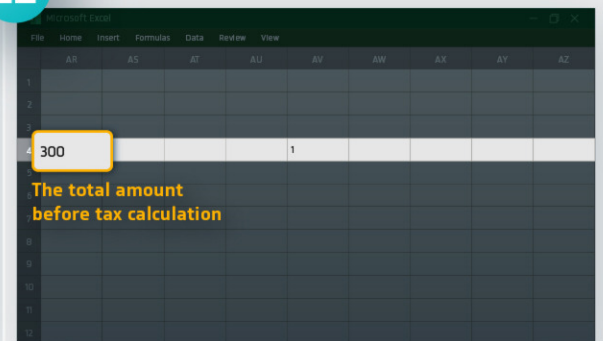 Microsoft Excel
File Home Insert Formulas Data Review View
AR AS AT AU AV AW AX AY AZ
1
2
3
4 300 1
5
The total amount
before tax calculation
8
9
10
11
12